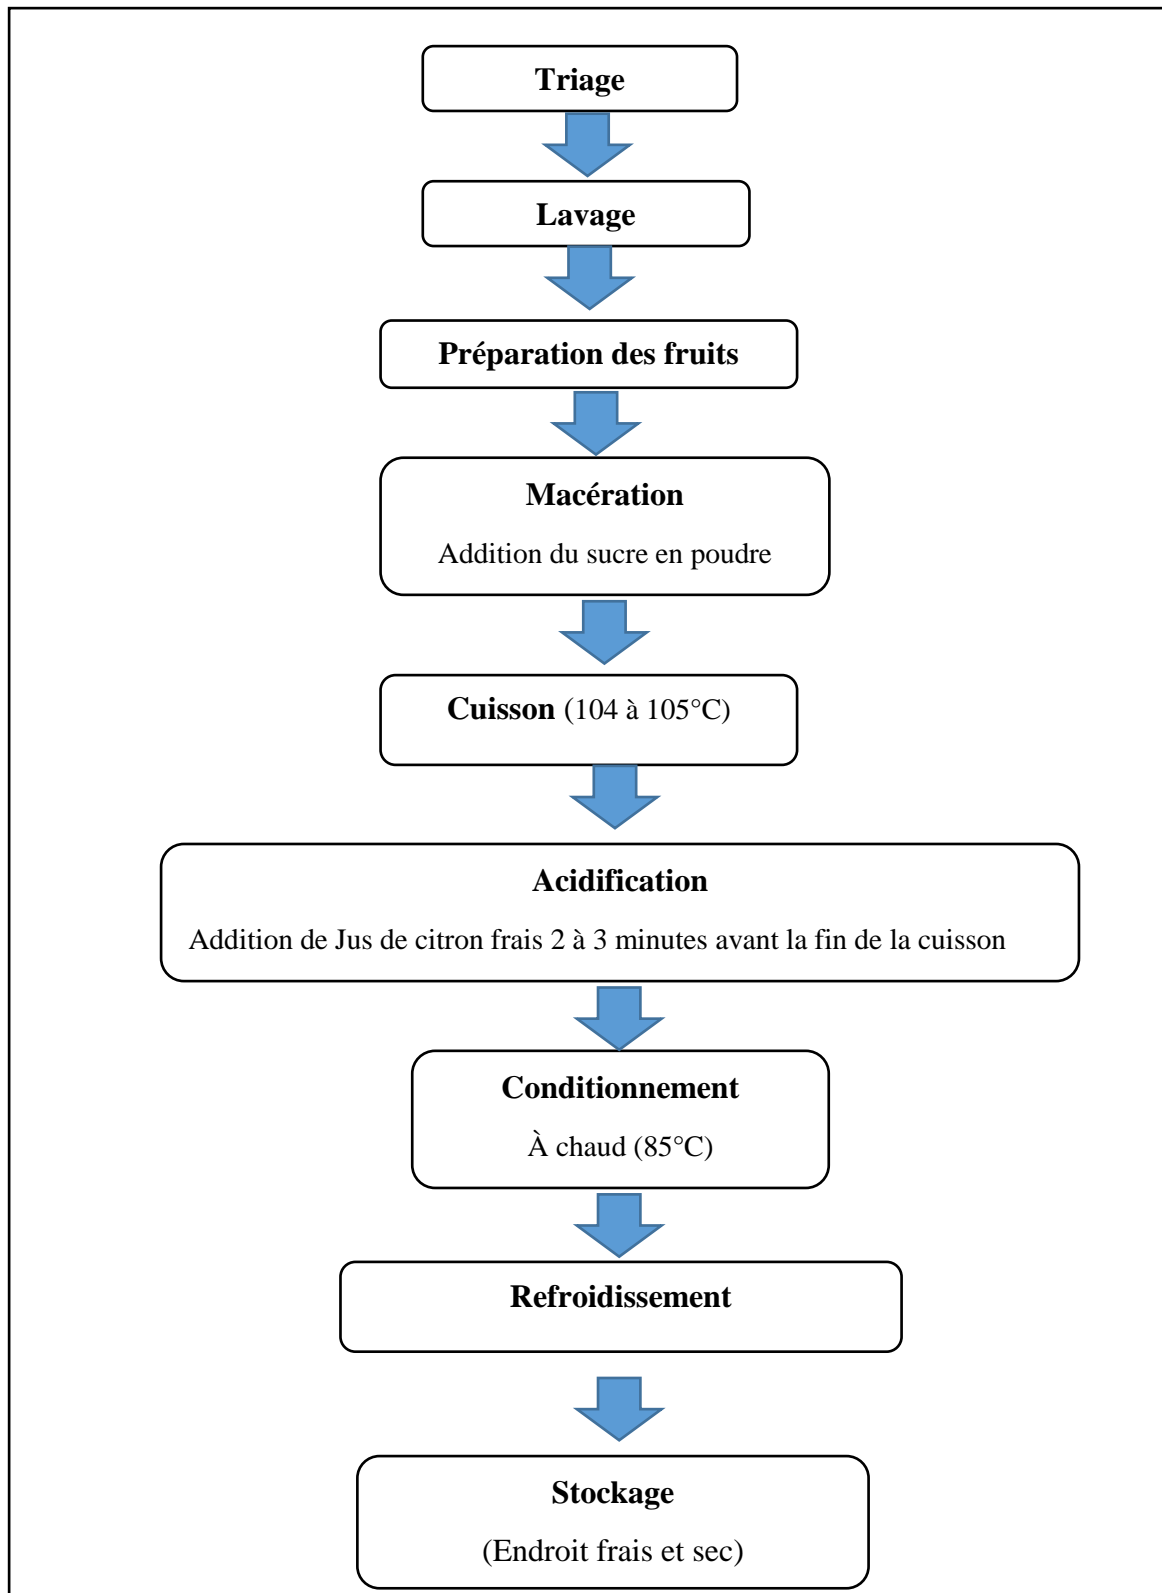 Triage
Lavage
Préparation des fruits
Macération
Addition du sucre en poudre
Cuisson (104 à 105°C)
Acidification
Addition de Jus de citron frais 2 à 3 minutes avant la fin de la cuisson
Conditionnement
À chaud (85°C)
Refroidissement
Stockage
(Endroit frais et sec)